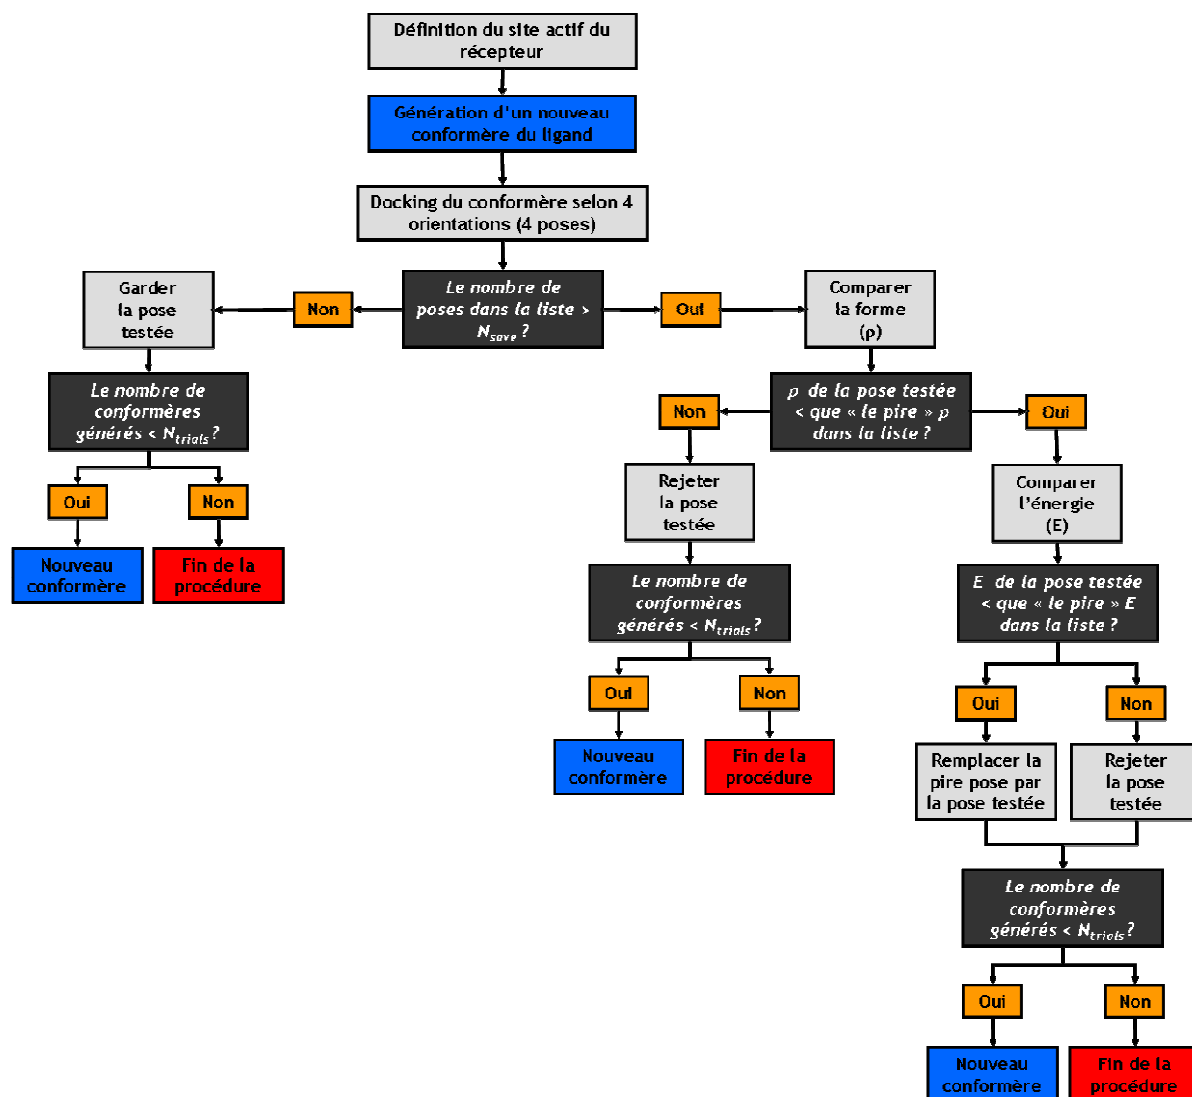 Définition du site actif du
récepteur
Génération d'un nouveau
conformère du ligand
Docking du conformère selon 4
orientations (4 poses)
Garder
la pose
testée
Non
Le nombre de
poses dans la liste >
Nsave ?
Oui
Comparer
la forme
(ρ)
Le nombre de
conformères
générés < Ntrials?
Oui
Non
Nouveau
conformère
Fin de la
procédure
Non
ρ de la pose testée
< que « le pire » ρ
dans la liste ?
Oui
Rejeter
la pose
testée
Le nombre de
conformères
générés < Ntrials?
Oui
Non
Nouveau
conformère
Fin de la
procédure
Comparer
l'énergie
(E)
E de la pose testée
< que « le pire » E
dans la liste ?
Oui
Non
Remplacer la
pire pose par
la pose testée
Rejeter
la pose
testée
Le nombre de
conformères
générés < Ntrials?
Oui
Non
Nouveau
conformère
Fin de la
procédure